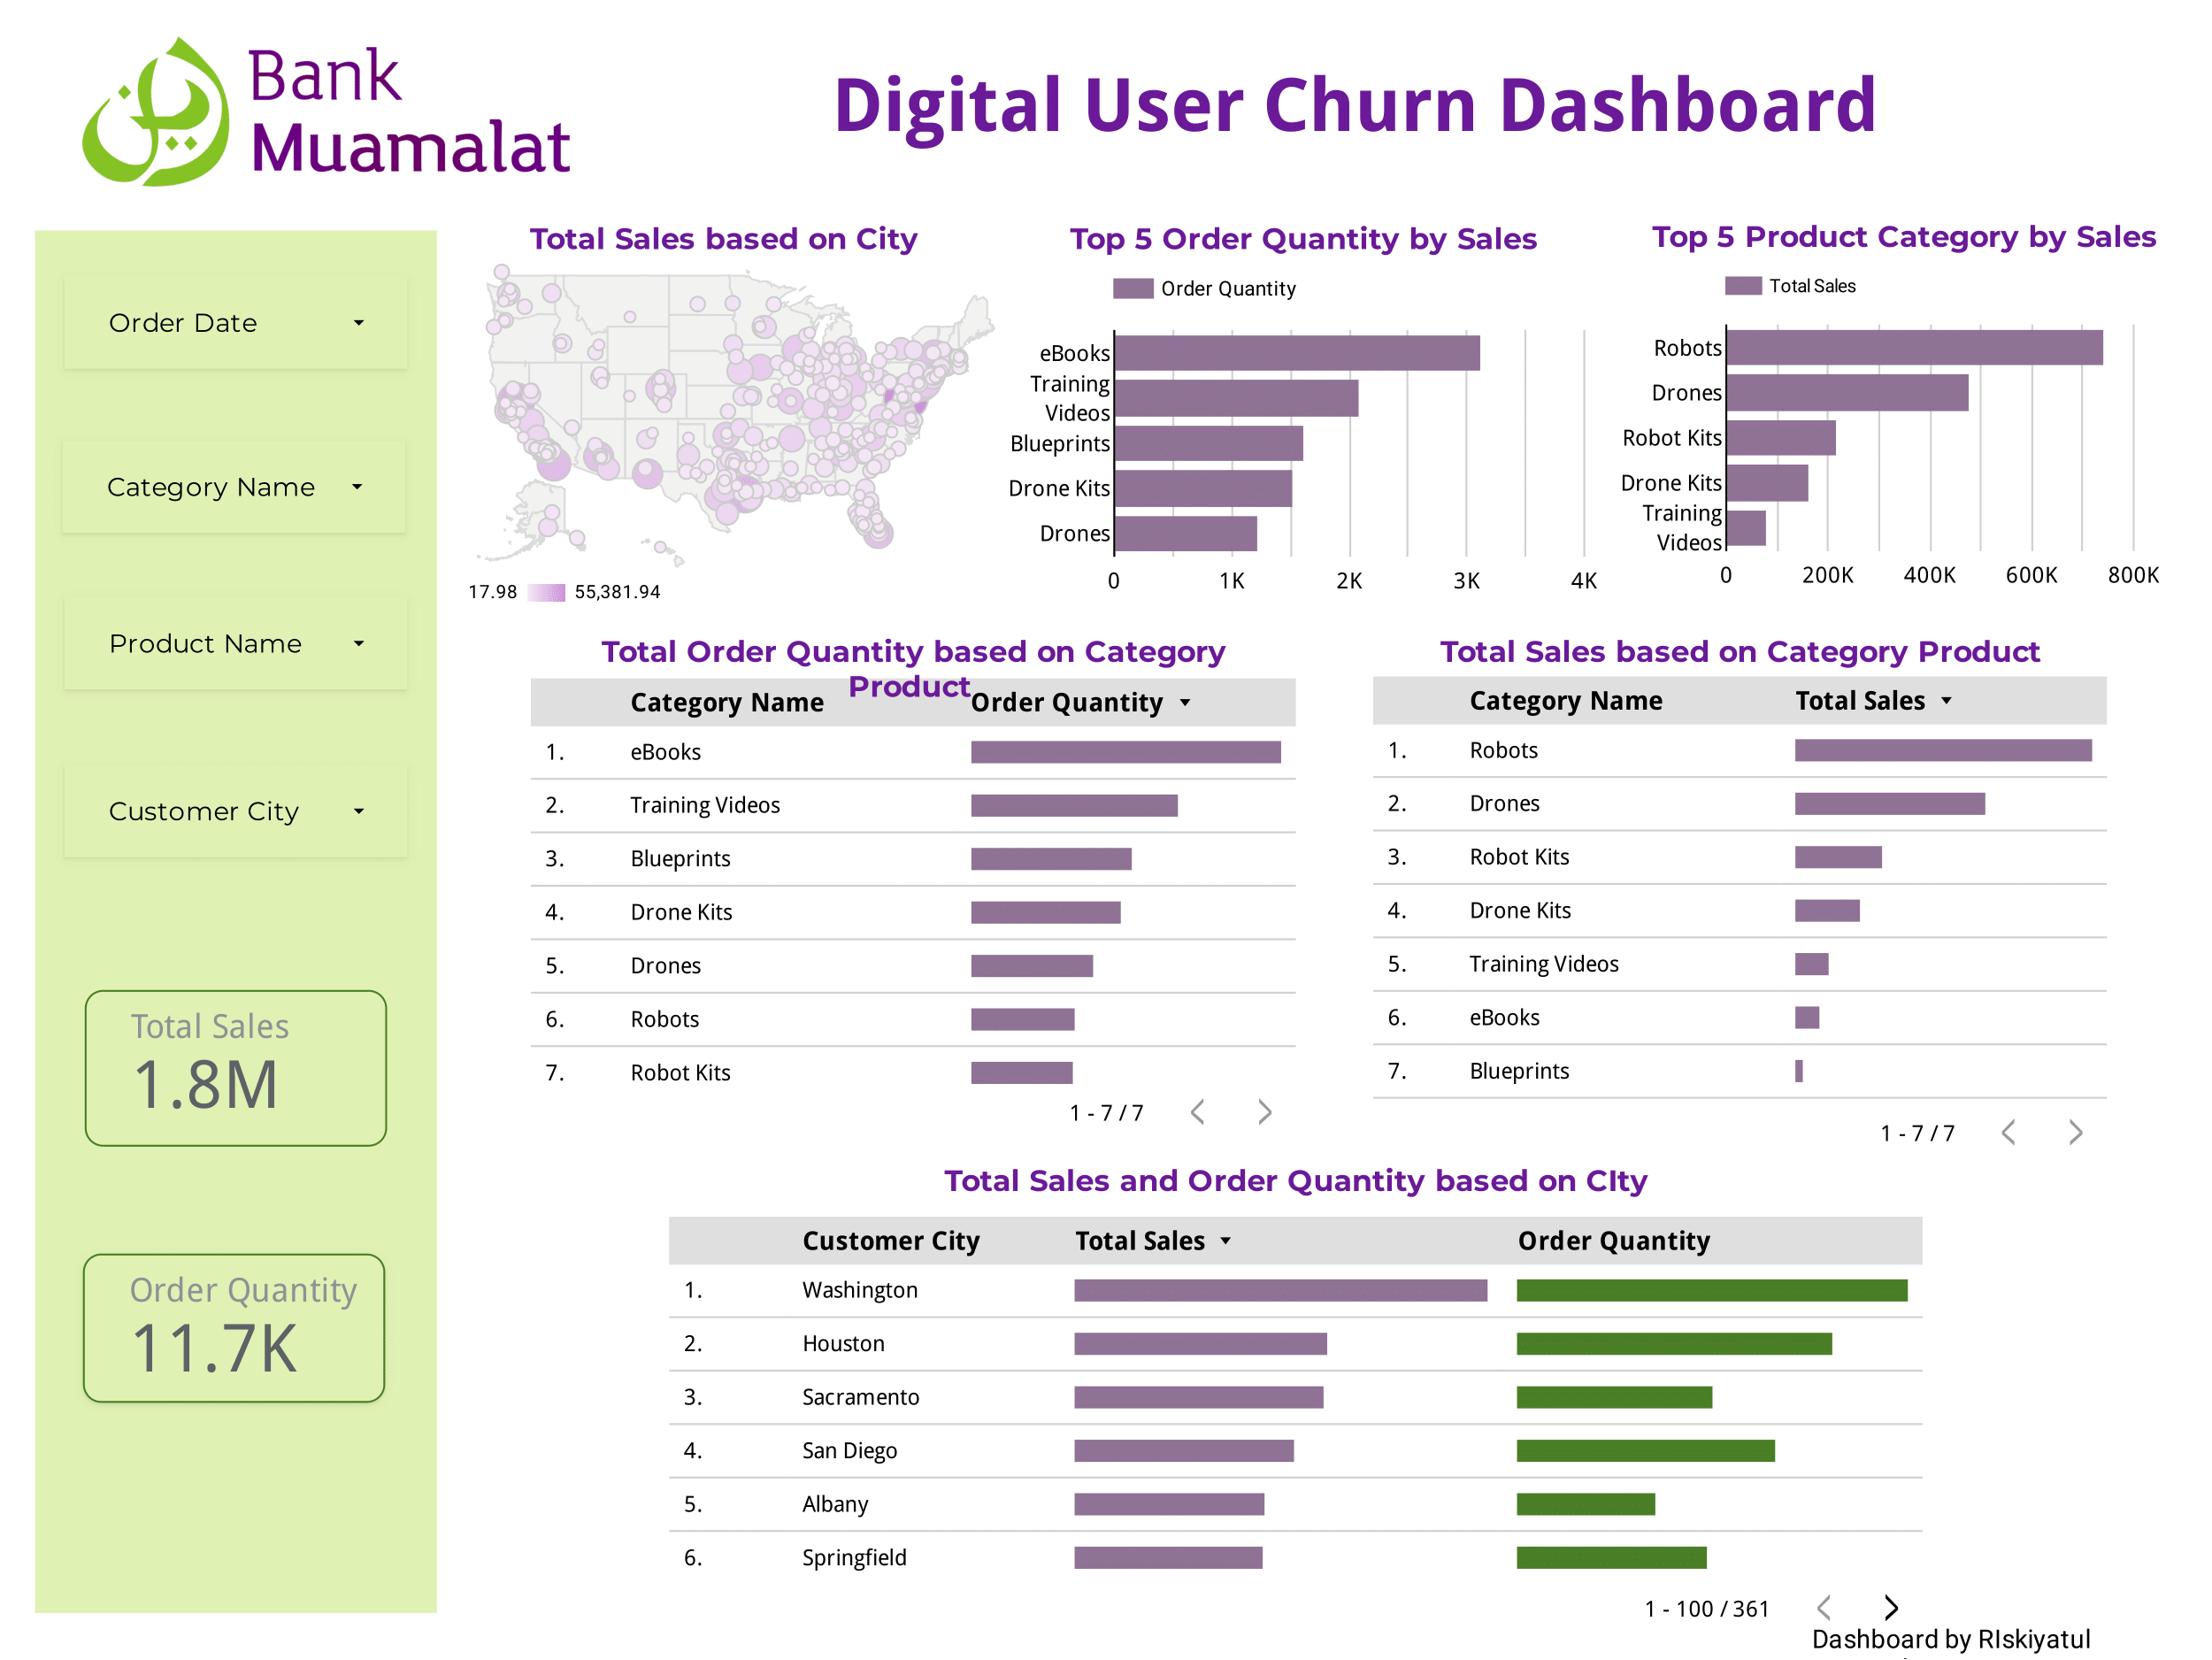 Bank
Muamalat
Digital User Churn Dashboard
Order Date
Category Name
Product Name
Customer City
Total Sales
1.8M
Order Quantity
11.7K
Total Sales based on City
17.98 55,381.94
Top 5 Order Quantity by Sales
Order Quantity
eBooks
Training
Videos
Blueprints
Drone Kits
Drones
0 1K 2K 3K 4K
Top 5 Product Category by Sales
Total Sales
Robots
Drones
Robot Kits
Drone Kits
Training
Videos
0 200K 400K 600K 800K
Total Order Quantity based on Category
Product
Category Name Order Quantity
1. eBooks
2. Training Videos
3. Blueprints
4. Drone Kits
5. Drones
6. Robots
7. Robot Kits
1 - 7 / 7
Total Sales based on Category Product
Category Name Total Sales
1. Robots
2. Drones
3. Robot Kits
4. Drone Kits
5. Training Videos
6. eBooks
7. Blueprints
1 - 7 / 7
Total Sales and Order Quantity based on CIty
Customer City Total Sales Order Quantity
1. Washington
2. Houston
3. Sacramento
4. San Diego
5. Albany
6. Springfield
1 - 100 / 361
Dashboard by RIskiyatul